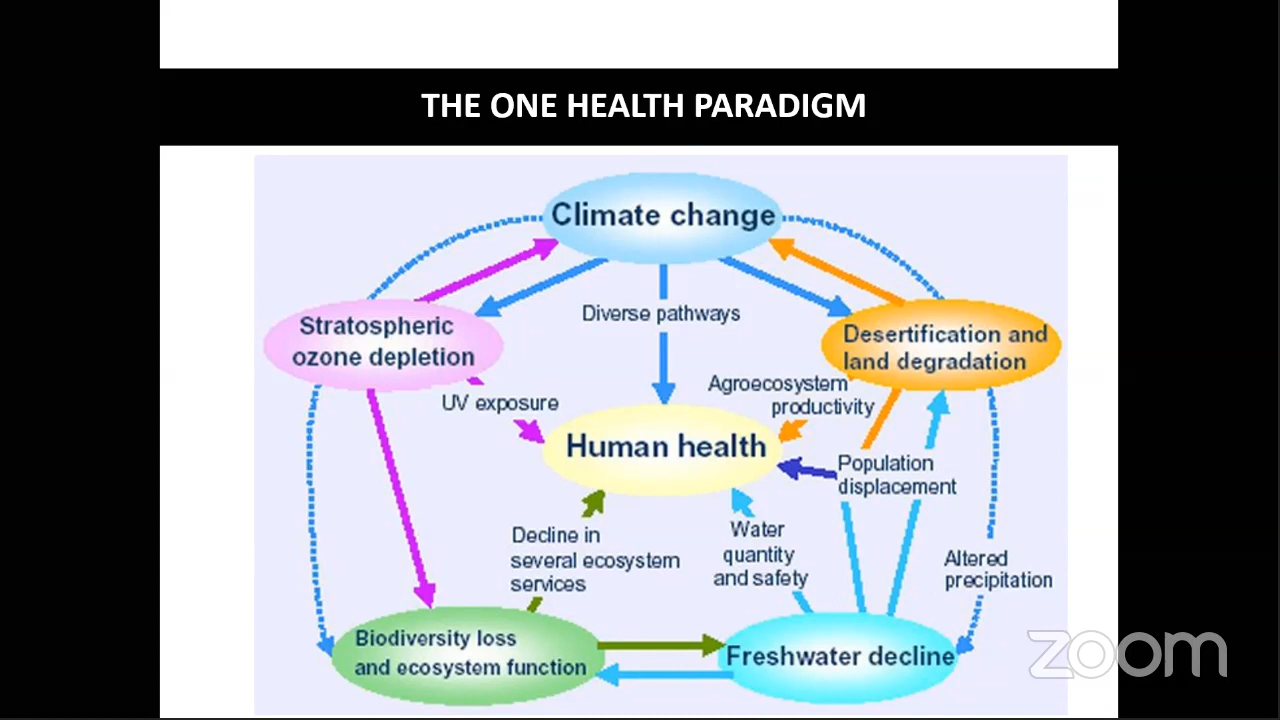 THE ONE HEALTH PARADIGM
Climate change
Diverse pathways
Stratospheric
ozone depletion
Desertification and
land degradation
UV exposure
Agroecosystem
productivity
Human health
Population
displacement
Decline in
several ecosystem
services
Water
quantity
and safety
Altered
precipitation
Biodiversity loss
and ecosystem function
Freshwater decline
zoom